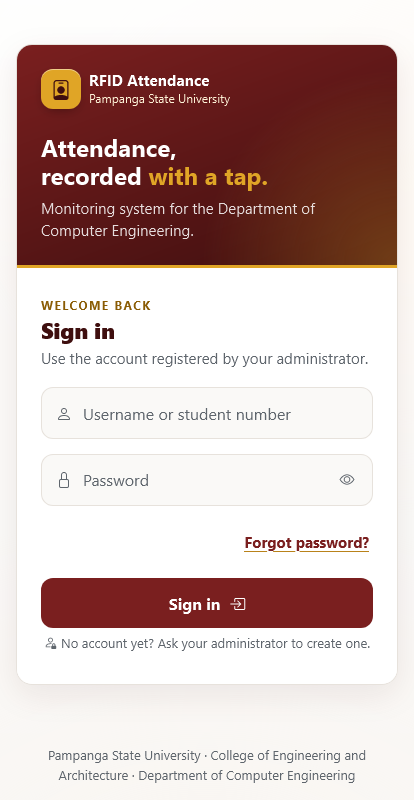 RFID Attendance
Pampanga State University
Attendance,
recorded with a tap.
Monitoring system for the Department of
Computer Engineering.
WELCOME BACK
Sign in
Use the account registered by your administrator.
Username or student number
Password
Forgot password?
Sign in
No account yet? Ask your administrator to create one.
Pampanga State University · College of Engineering and
Architecture · Department of Computer Engineering